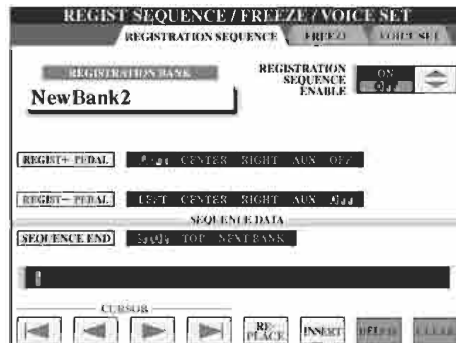 REGIST SEQUENCE / FREEZE / VOICE SET
REGISTRATION SEQUENCE FREEZE VOICE SET
REGISTRATION BANK
NewBank2
REGISTRATION SEQUENCE ENABLE
ON
REGIST+ PEDAL
CENTER RIGHT AUX OFF
REGIST− PEDAL LEFT CENTER RIGHT AUX
SEQUENCE DATA
SEQUENCE END TOP NEXT BANK
CURSOR
RE-PLACE INSERT DELETE CLEAR